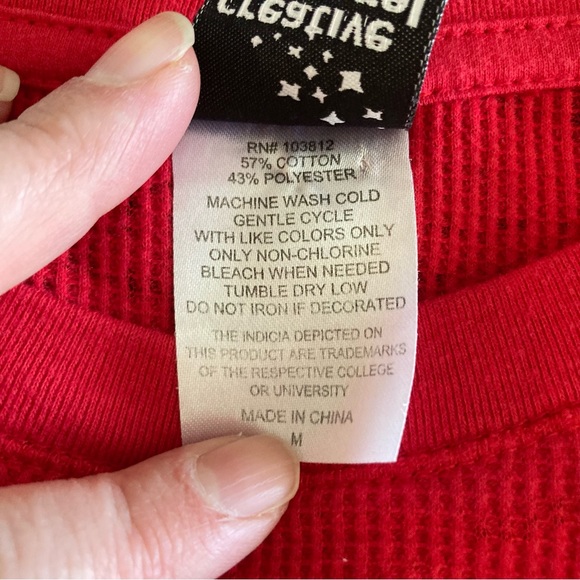 creative
RN# 103812
57% COTTON
43% POLYESTER
MACHINE WASH COLD
GENTLE CYCLE
WITH LIKE COLORS ONLY
ONLY NON-CHLORINE
BLEACH WHEN NEEDED
TUMBLE DRY LOW
DO NOT IRON IF DECORATED
THE INDICIA DEPICTED ON
THIS PRODUCT ARE TRADEMARKS
OF THE RESPECTIVE COLLEGE
OR UNIVERSITY
MADE IN CHINA
M